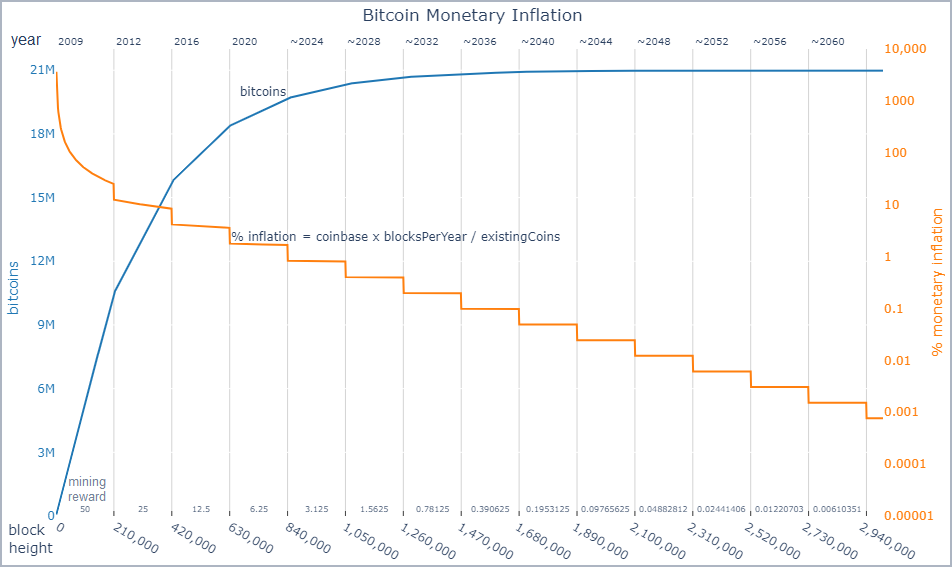 Bitcoin Monetary Inflation
year 2009 2012 2016 2020 ~2024 ~2028 ~2032 ~2036 ~2040 ~2044 ~2048 ~2052 ~2056 ~2060
10,000
21M
bitcoins
1000
18M
100
15M
10
% inflation = coinbase x blocksPerYear / existingCoins
12M
1
bitcoins
% monetary inflation
9M
0.1
6M
0.01
0.001
3M
0.0001
mining
reward
50 25 12.5 6.25 3.125 1.5625 0.78125 0.390625 0.1953125 0.09765625 0.04882812 0.02441406 0.01220703 0.00610351
0
0.00001
block
height
0 210,000 420,000 630,000 840,000 1,050,000 1,260,000 1,470,000 1,680,000 1,890,000 2,100,000 2,310,000 2,520,000 2,730,000 2,940,000